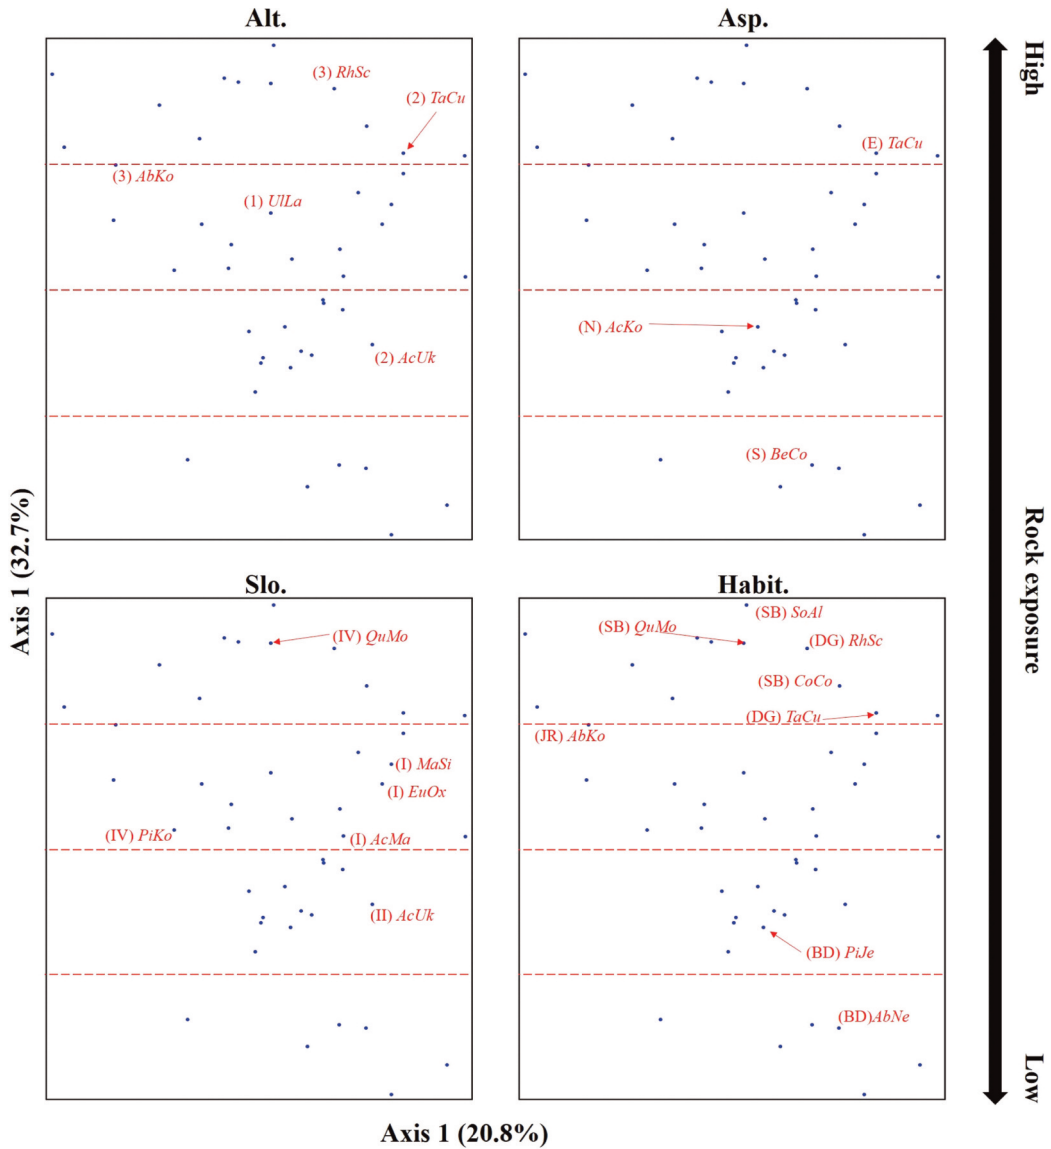 Alt.
Asp.
(3) RhSc
(2) TaCu
(3) AbKo
(1) UlLa
(2) AcUk
(E) TaCu
(N) AcKo
(S) BeCo
Slo.
Habit.
(IV) QuMo
(I) MaSi
(I) EuOx
(IV) PiKo
(I) AcMa
(II) AcUk
(SB) SoAl
(SB) QuMo
(DG) RhSc
(SB) CoCo
(DG) TaCu
(JR) AbKo
(BD) PiJe
(BD)AbNe
Axis 1 (32.7%)
Axis 1 (20.8%)
High
Rock exposure
Low